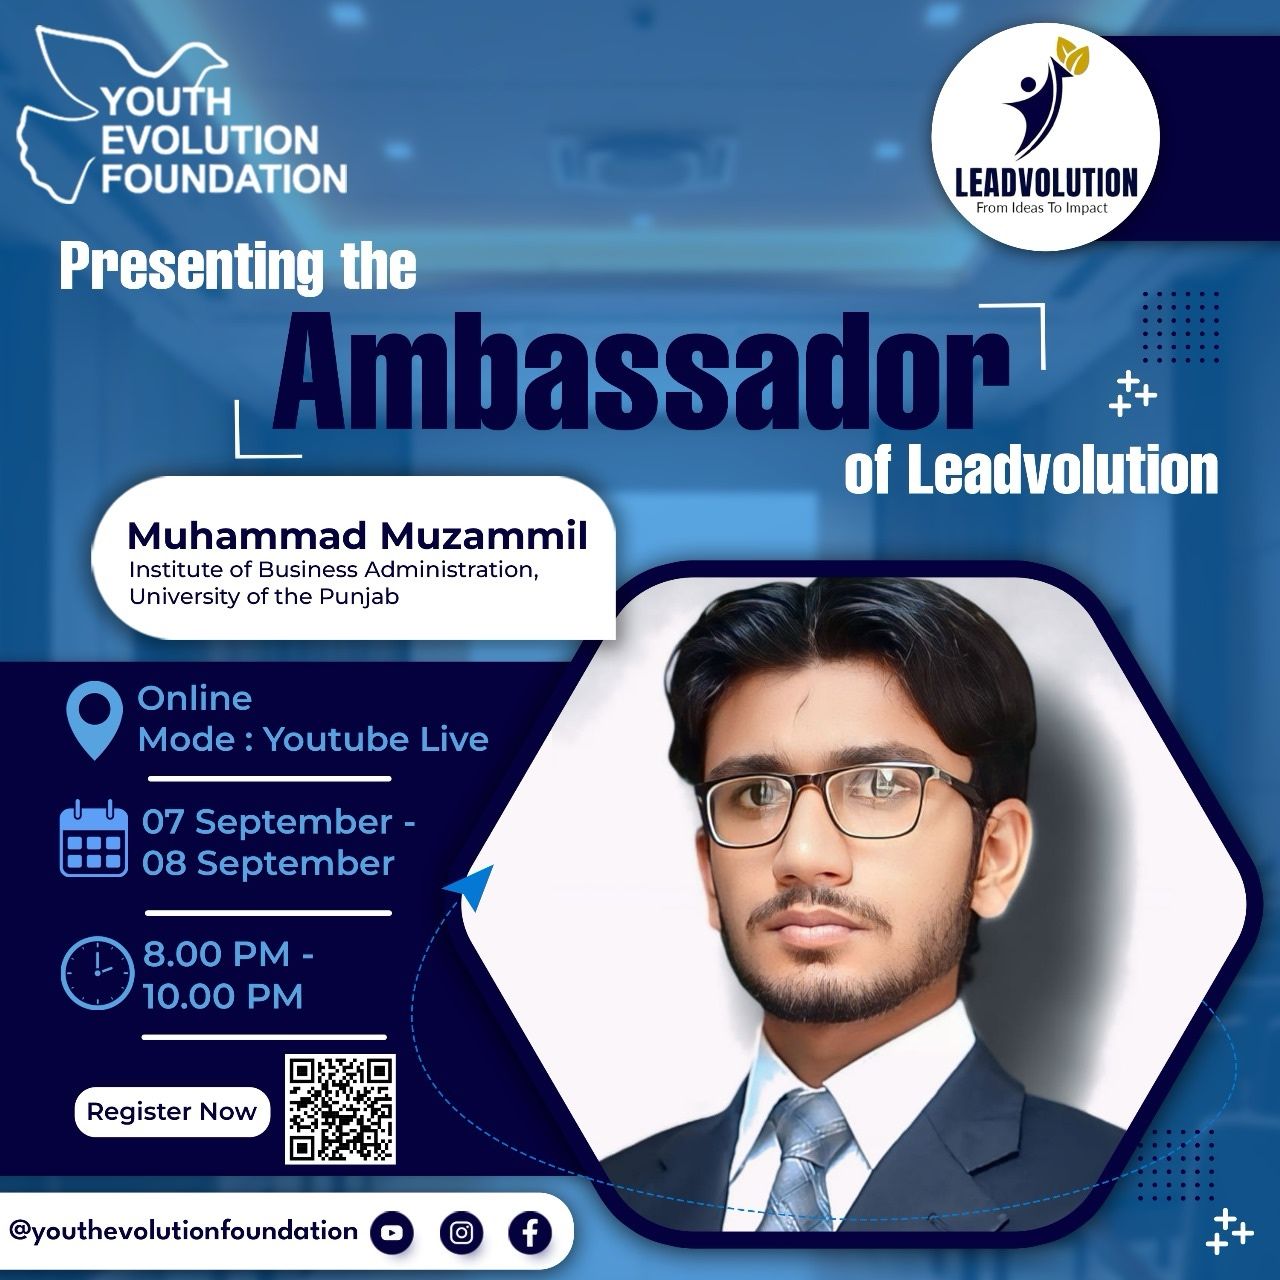 YOUTH
EVOLUTION
FOUNDATION
LEADVOLUTION
From Ideas To Impact
Presenting the
Ambassador
of Leadvolution
Muhammad Muzammil
Institute of Business Administration,
University of the Punjab
Online
Mode : Youtube Live
07 September -
08 September
8.00 PM -
10.00 PM
Register Now
@youthevolutionfoundation